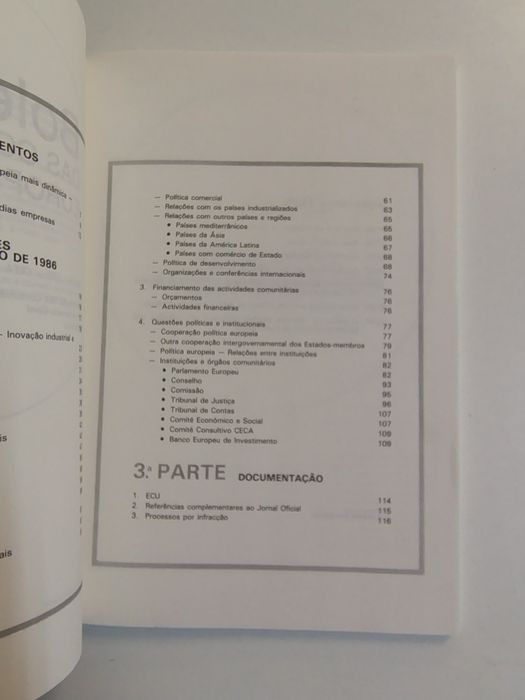 ENTOS
peia mais dinâmica -
dias empresas
S
O DE 1986
- Inovação industrial e
is
ais
— Política comercial 61
— Relações com os países industrializados 63
— Relações com outros países e regiões 65
• Países mediterrânicos 65
• Países da Ásia 66
• Países da América Latina 67
• Países com comércio de Estado 68
— Política de desenvolvimento 68
— Organizações e conferências internacionais 74
3. Financiamento das actividades comunitárias 76
— Orçamentos 76
— Actividades financeiras 76
4. Questões políticas e institucionais 77
— Cooperação política europeia 77
— Outra cooperação intergovernamental dos Estados-membros 79
— Política europeia — Relações entre instituições 81
— Instituições e órgãos comunitários 82
• Parlamento Europeu 82
• Conselho 93
• Comissão 95
• Tribunal de Justiça 96
• Tribunal de Contas 107
• Comité Económico e Social 107
• Comité Consultivo CECA 109
• Banco Europeu de Investimento 109
3.ª PARTE DOCUMENTAÇÃO
1. ECU 114
2. Referências complementares ao Jornal Oficial 115
3. Processos por infracção 116